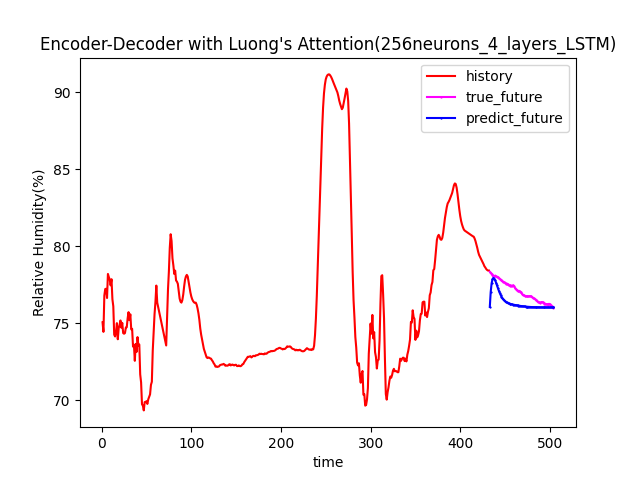 Encoder-Decoder with Luong's Attention(256neurons_4_layers_LSTM)
history
true_future
predict_future
Relative Humidity(%)
90
85
80
75
70
0 100 200 300 400 500
time